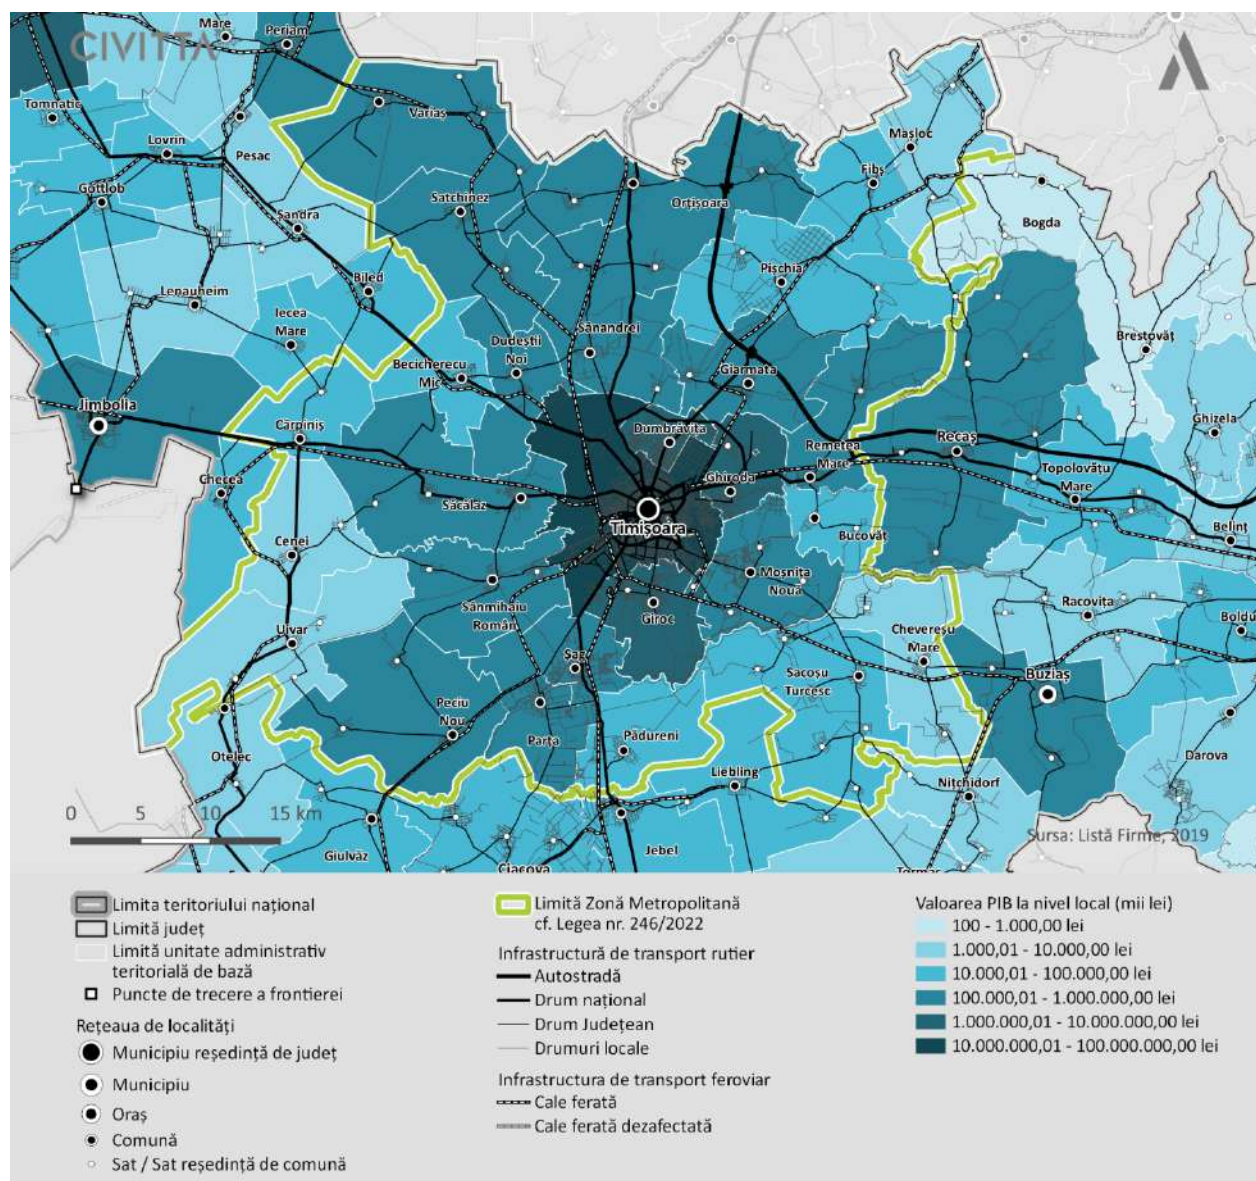 CIVITTA
Mare
Periam
Tomnatic
Variaș
Mașloc
Lovrin
Pesac
Fibș
Gottlob
Satchinez
Orțișoara
Șandra
Bogda
Pișchia
Biled
Lenauheim
Iecea
Mare
Brestovăț
Sânandrei
Dudeștii
Noi
Becicherecu
Mic
Giarmata
Jimbolia
Cărpiniș
Dumbrăvița
Ghizela
Remetea
Mare
Recaș
Topolovățu
Mare
Checea
Ghiroda
Săcălaz
Timișoara
Belinț
Bucovăț
Cenei
Moșnița
Nouă
Sânmihaiu
Român
Racovița
Giroc
Boldu
Uivar
Chevereșu
Mare
Șag
Sacoșu
Turcesc
Buziaș
Peciu
Nou
Parța
Pădureni
Otelec
Darova
Liebling
Nițchidorf
0 5 10 15 km
Sursa: Listă Firme, 2019
Giulvăz
Jebel
Ciacova
Tormac
Limita teritoriului național
Limită județ
Limită unitate administrativ
teritorială de bază
Puncte de trecere a frontierei
Rețeaua de localități
Municipiu reședință de județ
Municipiu
Oraș
Comună
Sat / Sat reședință de comună
Limită Zonă Metropolitană
cf. Legea nr. 246/2022
Infrastructură de transport rutier
Autostradă
Drum național
Drum Județean
Drumuri locale
Infrastructura de transport feroviar
Cale ferată
Cale ferată dezafectată
Valoarea PIB la nivel local (mii lei)
100 - 1.000,00 lei
1.000,01 - 10.000,00 lei
10.000,01 - 100.000,00 lei
100.000,01 - 1.000.000,00 lei
1.000.000,01 - 10.000.000,00 lei
10.000.000,01 - 100.000.000,00 lei